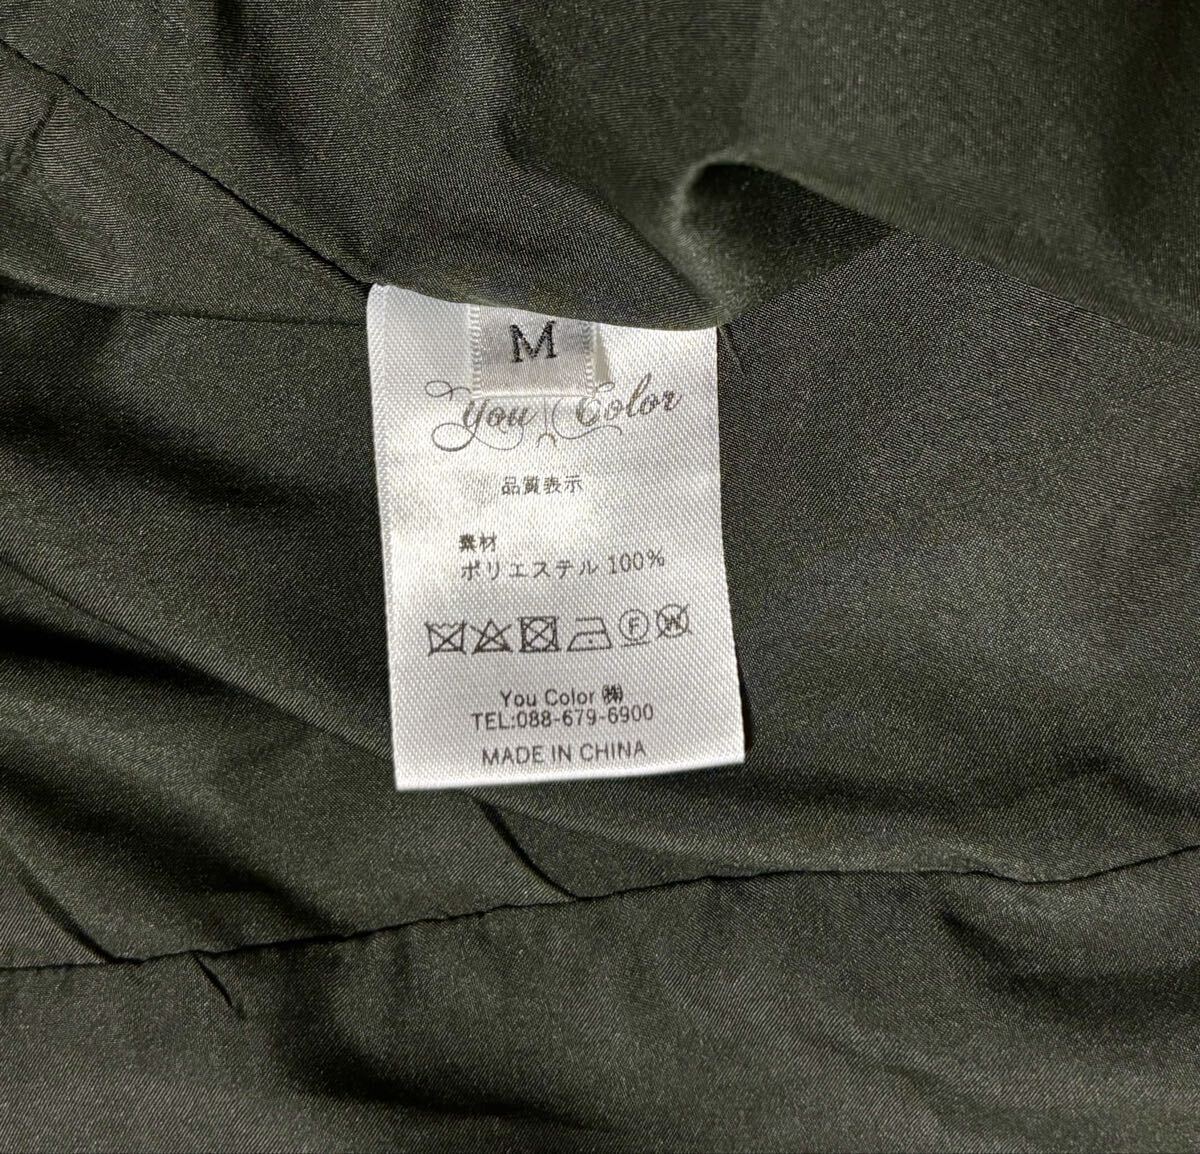 M
You Color
品質表示
素材
ポリエステル 100%
F
W
You Color ㈱
TEL:088-679-6900
MADE IN CHINA